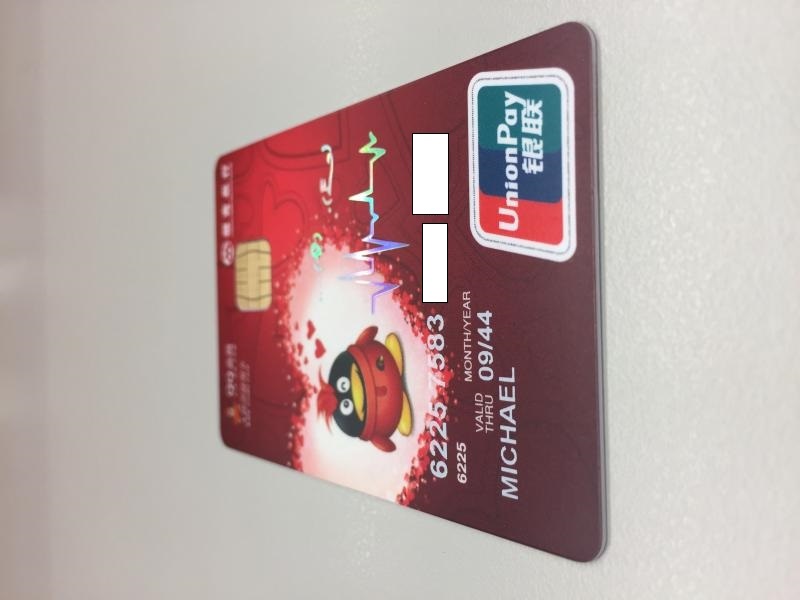 UnionPay
银联
6225 7583
6225
MONTH/YEAR
VALID
THRU 09/44
MICHAEL